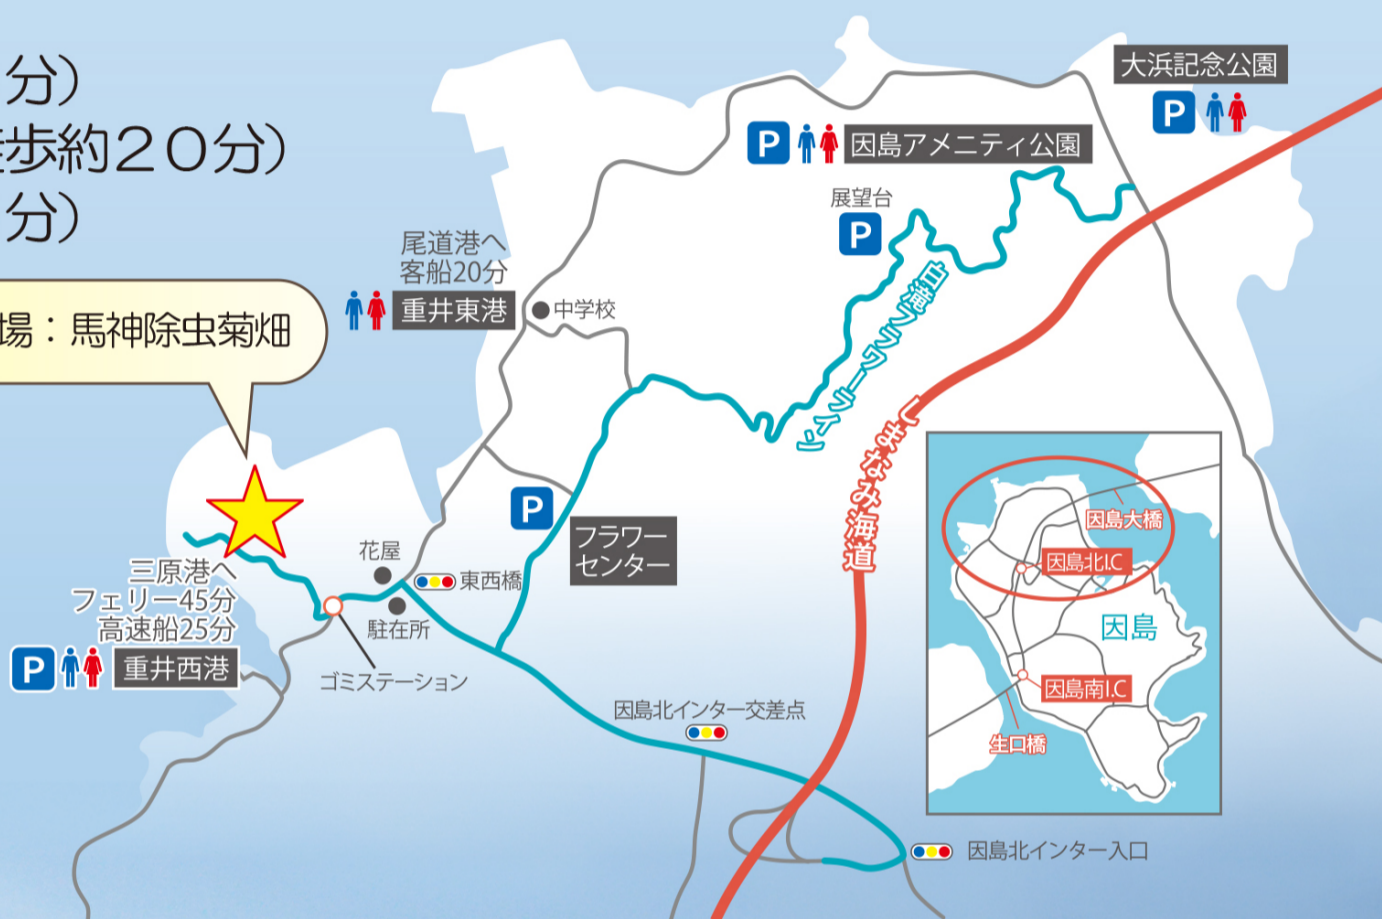 分）
歩約２０分）
分）
場：馬神除虫菊畑
大浜記念公園
P
P
因島アメニティ公園
展望台
P
尾道港へ
客船20分
重井東港
中学校
白滝フラワーライン
しまなみ海道
P
フラワー
センター
花屋
東西橋
駐在所
三原港へ
フェリー45分
高速船25分
P
重井西港
ゴミステーション
因島北インター交差点
因島北インター入口
因島大橋
因島北I.C
因島
因島南I.C
生口橋